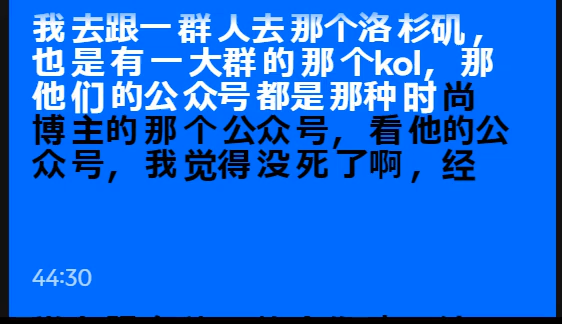 我去跟一群人去那个洛杉矶，
也是有一大群的那个kol，那
他们的公众号都是那种时尚
博主的那个公众号，看他的公
众号，我觉得没死了啊，经
44:30